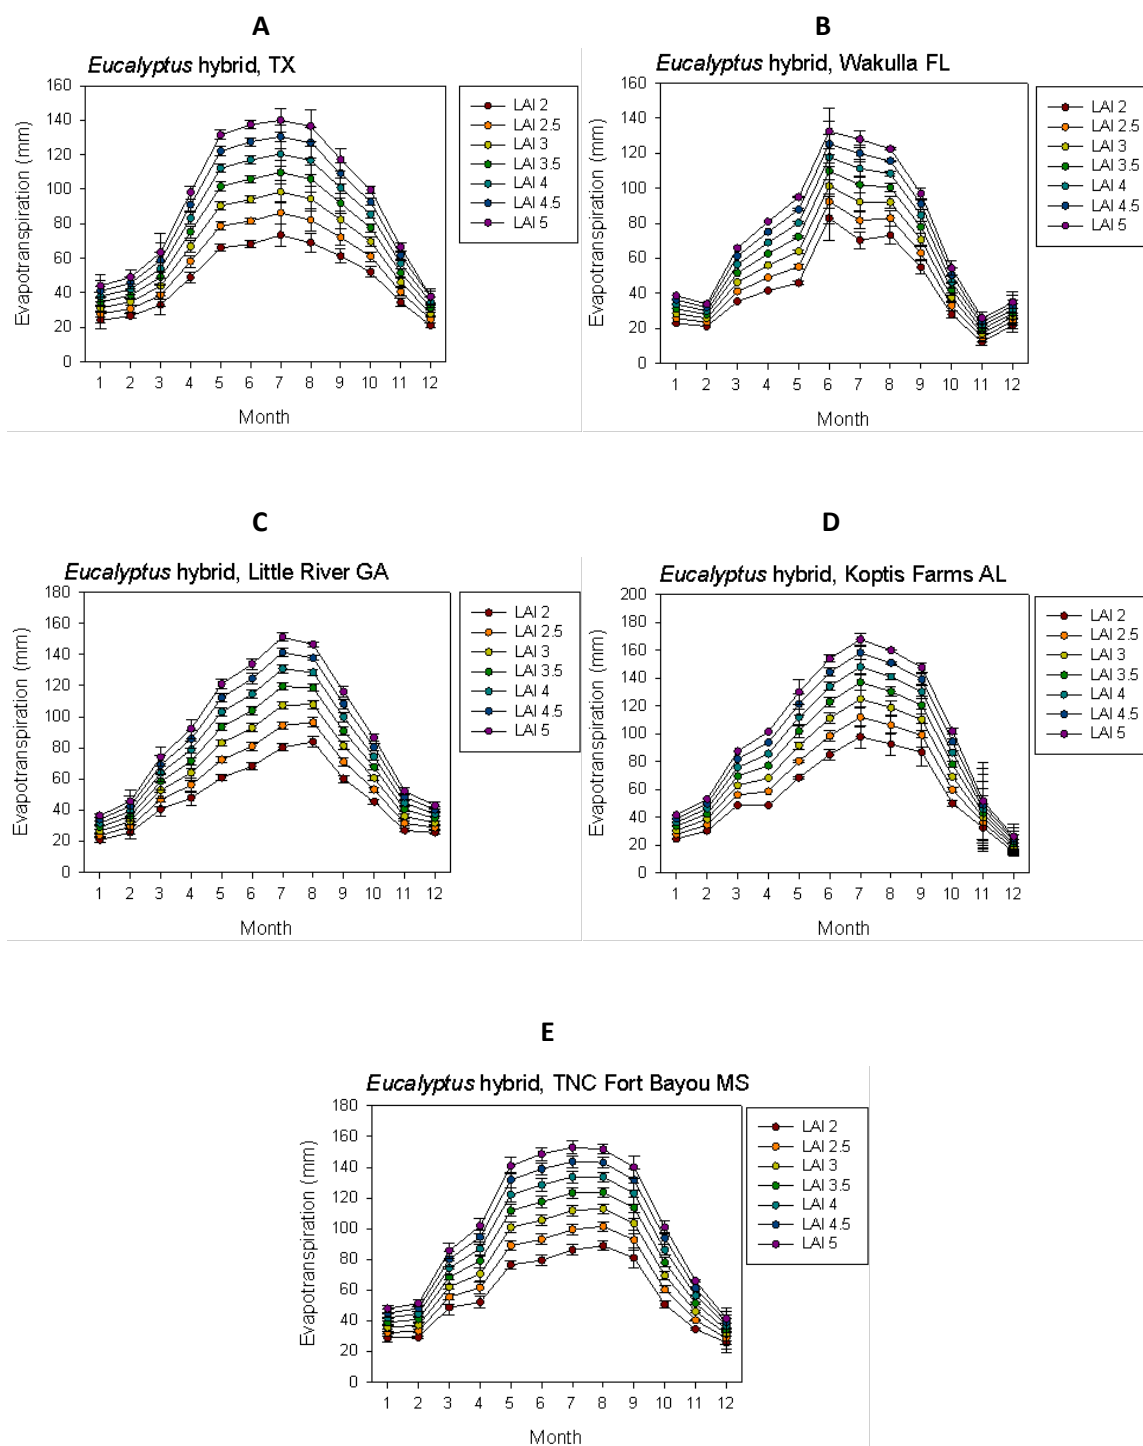 A
Eucalyptus hybrid, TX
160
140
120
100
80
60
40
20
0
Evapotranspiration (mm)
1 2 3 4 5 6 7 8 9 10 11 12
Month
LAI 2
LAI 2.5
LAI 3
LAI 3.5
LAI 4
LAI 4.5
LAI 5
B
Eucalyptus hybrid, Wakulla FL
160
140
120
100
80
60
40
20
0
Evapotranspiration (mm)
1 2 3 4 5 6 7 8 9 10 11 12
Month
LAI 2
LAI 2.5
LAI 3
LAI 3.5
LAI 4
LAI 4.5
LAI 5
C
Eucalyptus hybrid, Little River GA
180
160
140
120
100
80
60
40
20
0
Evapotranspiration (mm)
1 2 3 4 5 6 7 8 9 10 11 12
Month
LAI 2
LAI 2.5
LAI 3
LAI 3.5
LAI 4
LAI 4.5
LAI 5
D
Eucalyptus hybrid, Koptis Farms AL
200
180
160
140
120
100
80
60
40
20
0
Evapotranspiration (mm)
1 2 3 4 5 6 7 8 9 10 11 12
Month
LAI 2
LAI 2.5
LAI 3
LAI 3.5
LAI 4
LAI 4.5
LAI 5
E
Eucalyptus hybrid, TNC Fort Bayou MS
180
160
140
120
100
80
60
40
20
0
Evapotranspiration (mm)
1 2 3 4 5 6 7 8 9 10 11 12
Month
LAI 2
LAI 2.5
LAI 3
LAI 3.5
LAI 4
LAI 4.5
LAI 5